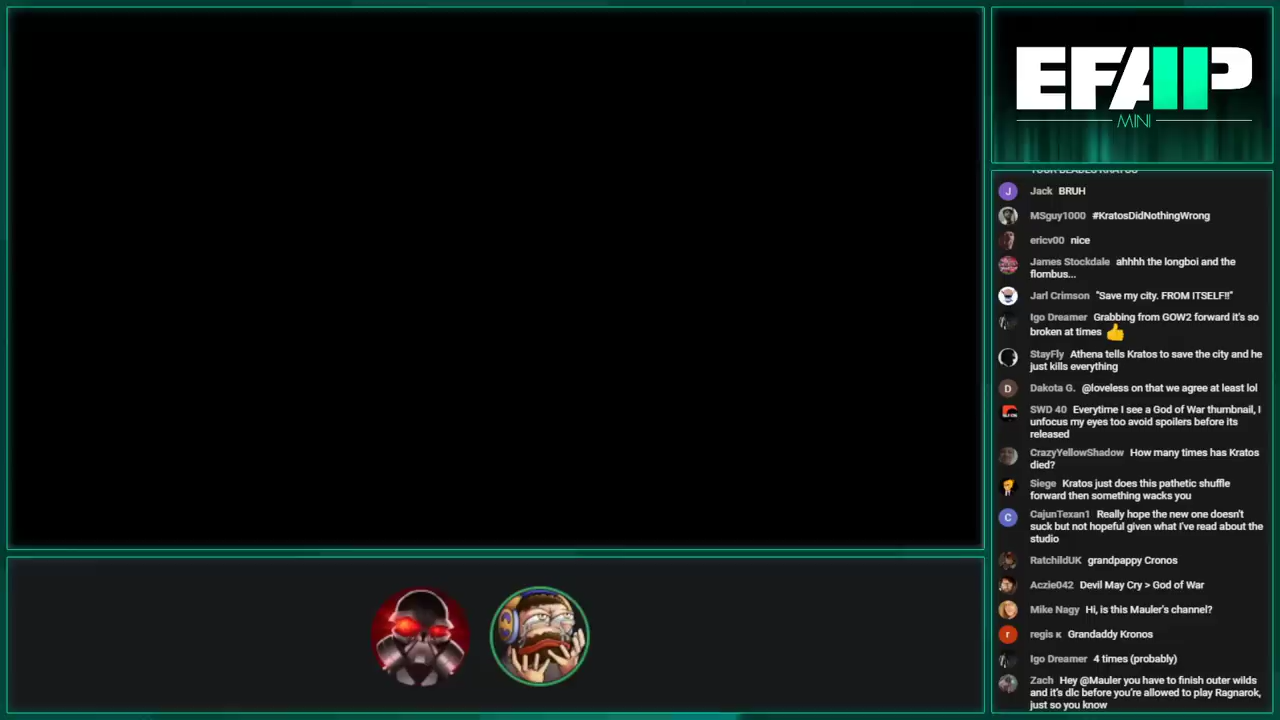 EFAP
MINI
Jack BRUH
MSguy1000 #KratosDidNothingWrong
ericv00 nice
James Stockdale ahhhh the longboi and the
flombus...
Jarl Crimson "Save my city. FROM ITSELF!!"
Igo Dreamer Grabbing from GOW2 forward it's so
broken at times 👍
StayFly Athena tells Kratos to save the city and he
just kills everything
D Dakota G. @loveless on that we agree at least lol
SWD 40 Everytime I see a God of War thumbnail, I
unfocus my eyes too avoid spoilers before its
released
CrazyYellowShadow How many times has Kratos
died?
Siege Kratos just does this pathetic shuffle
forward then something wacks you
C CajunTexan1 Really hope the new one doesn't
suck but not hopeful given what I've read about the
studio
RatchildUK grandpappy Cronos
Aczie042 Devil May Cry > God of War
Mike Nagy Hi, is this Mauler's channel?
r regis к Grandaddy Kronos
Igo Dreamer 4 times (probably)
Zach Hey @Mauler you have to finish outer wilds
and it's dlc before you're allowed to play Ragnarok,
just so you know